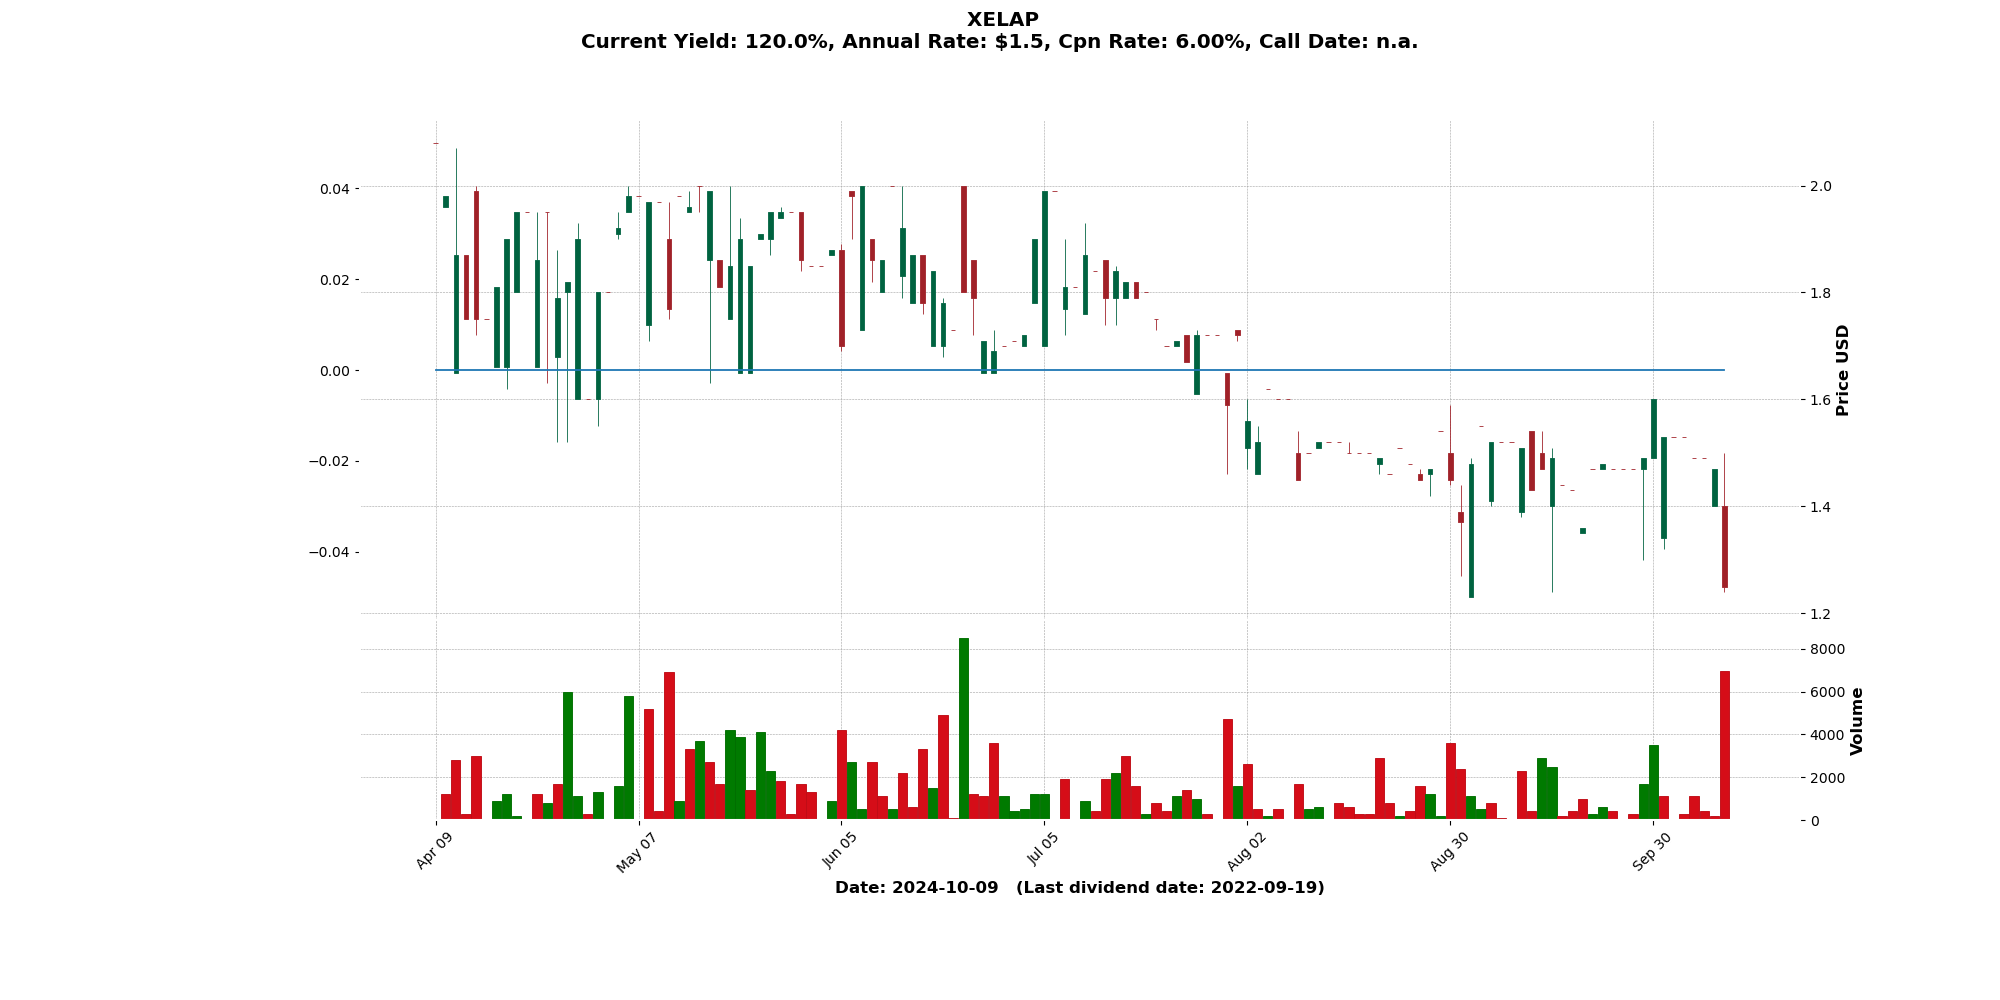 XELAP
Current Yield: 120.0%, Annual Rate: $1.5, Cpn Rate: 6.00%, Call Date: n.a.
0.04
0.02
0.00
−0.02
−0.04
2.0
1.8
1.6
1.4
1.2
Price USD
8000
6000
4000
2000
0
Volume
Apr 09
May 07
Jun 05
Jul 05
Aug 02
Aug 30
Sep 30
Date: 2024-10-09   (Last dividend date: 2022-09-19)